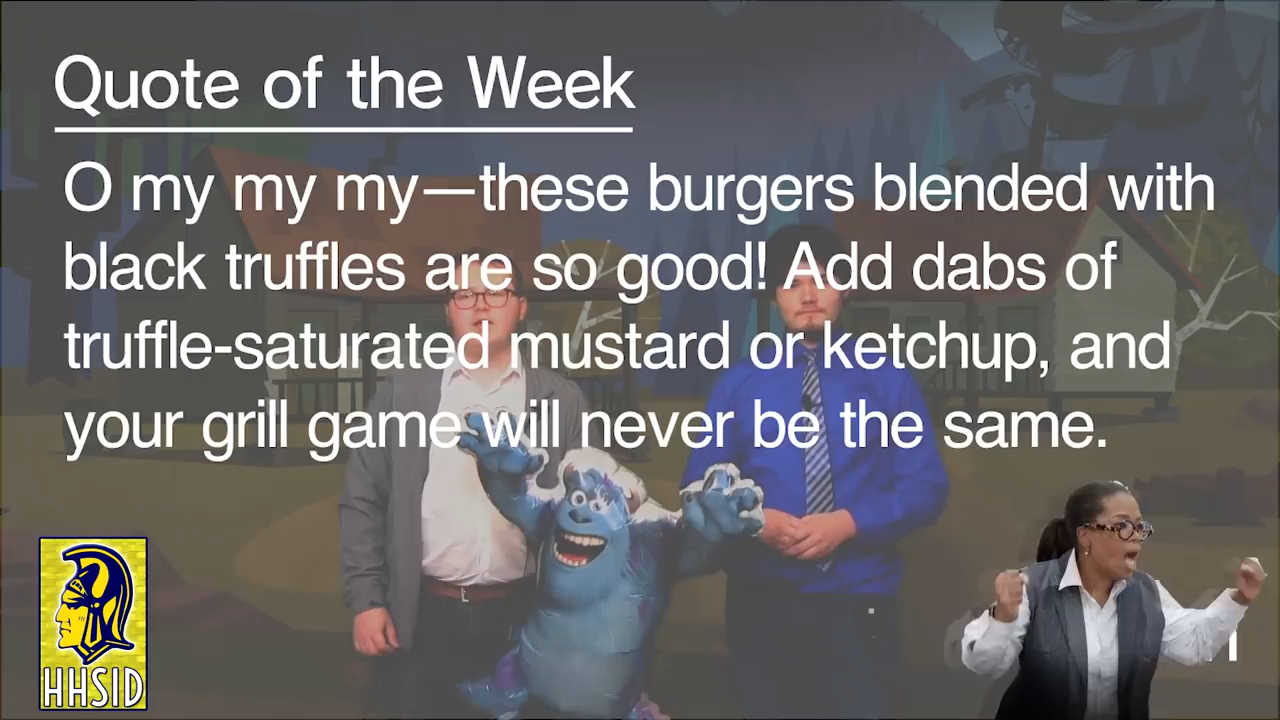 Quote of the Week
O my my my—these burgers blended with
black truffles are so good! Add dabs of
truffle-saturated mustard or ketchup, and
your grill game will never be the same.
HHSID